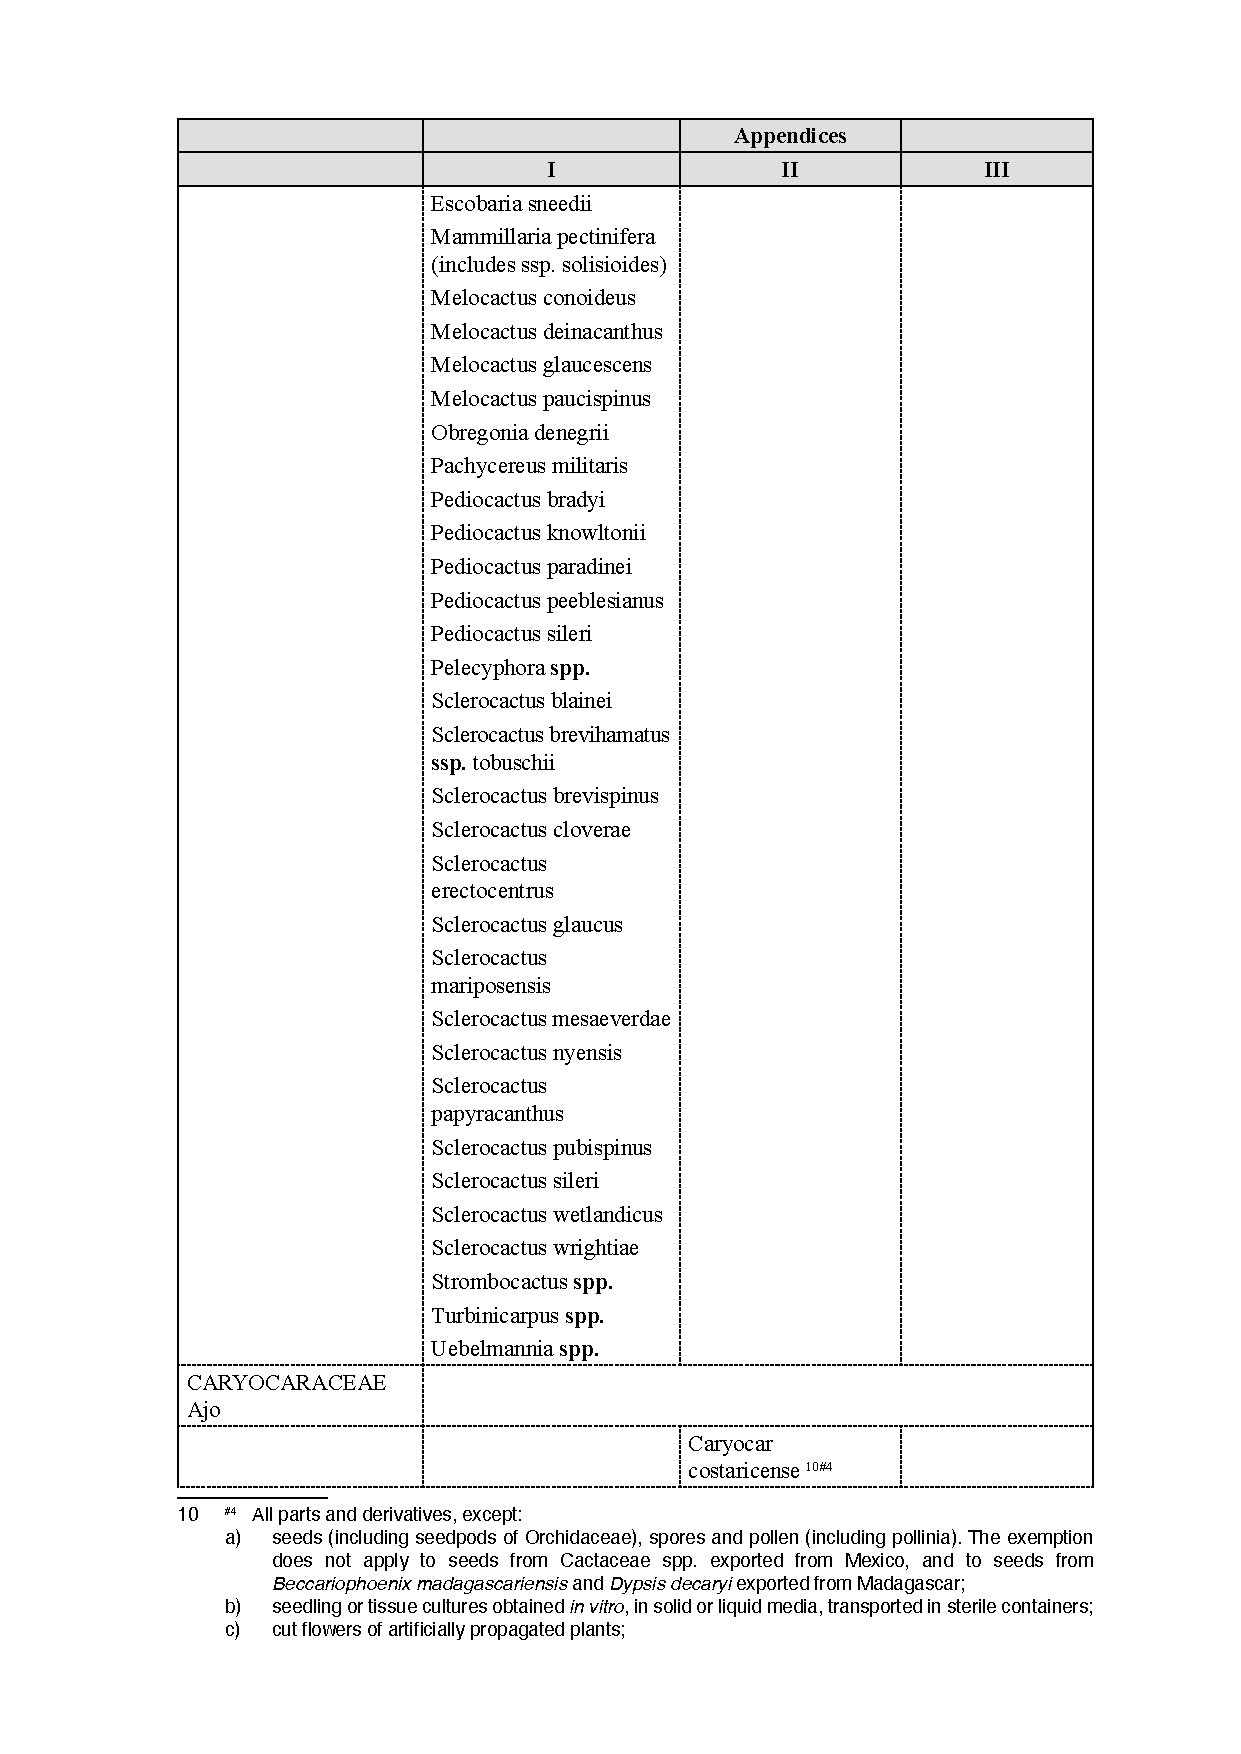 Appendices
I II III
Escobaria sneedii
Mammillaria pectinifera
(includes ssp. solisioides)
Melocactus conoideus
Melocactus deinacanthus
Melocactus glaucescens
Melocactus paucispinus
Obregonia denegrii
Pachycereus militaris
Pediocactus bradyi
Pediocactus knowltonii
Pediocactus paradinei
Pediocactus peeblesianus
Pediocactus sileri
Pelecyphora spp.
Sclerocactus blainei
Sclerocactus brevihamatus
ssp. tobuschii
Sclerocactus brevispinus
Sclerocactus cloverae
Sclerocactus
erectocentrus
Sclerocactus glaucus
Sclerocactus
mariposensis
Sclerocactus mesaeverdae
Sclerocactus nyensis
Sclerocactus
papyracanthus
Sclerocactus pubispinus
Sclerocactus sileri
Sclerocactus wetlandicus
Sclerocactus wrightiae
Strombocactus spp.
Turbinicarpus spp.
Uebelmannia spp.
CARYOCARACEAE
Ajo
Caryocar
costaricense 10#4
10 #4 All parts and derivatives, except:
a) seeds (including seedpods of Orchidaceae), spores and pollen (including pollinia). The exemption
does not apply to seeds from Cactaceae spp. exported from Mexico, and to seeds from
Beccariophoenix madagascariensis and Dypsis decaryi exported from Madagascar;
b) seedling or tissue cultures obtained in vitro, in solid or liquid media, transported in sterile containers;
c) cut flowers of artificially propagated plants;